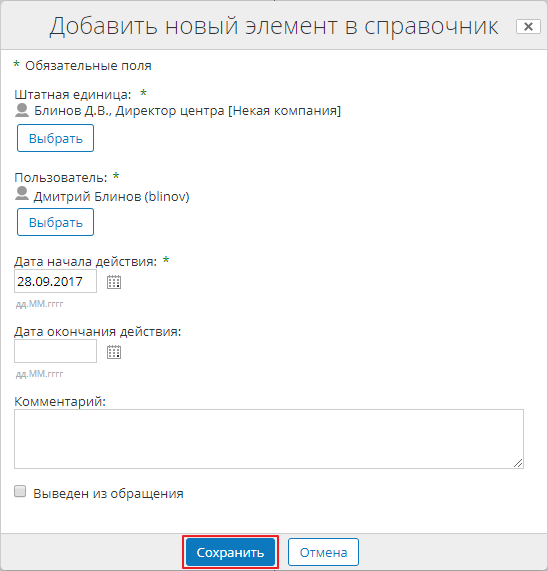 Добавить новый элемент в справочник
* Обязательные поля
Штатная единица: *
Блинов Д.В., Директор центра [Некая компания]
Выбрать
Пользователь: *
Дмитрий Блинов (blinov)
Выбрать
Дата начала действия: *
28.09.2017
дд.ММ.гггг
Дата окончания действия:
дд.ММ.гггг
Комментарий:
Выведен из обращения
Сохранить Отмена